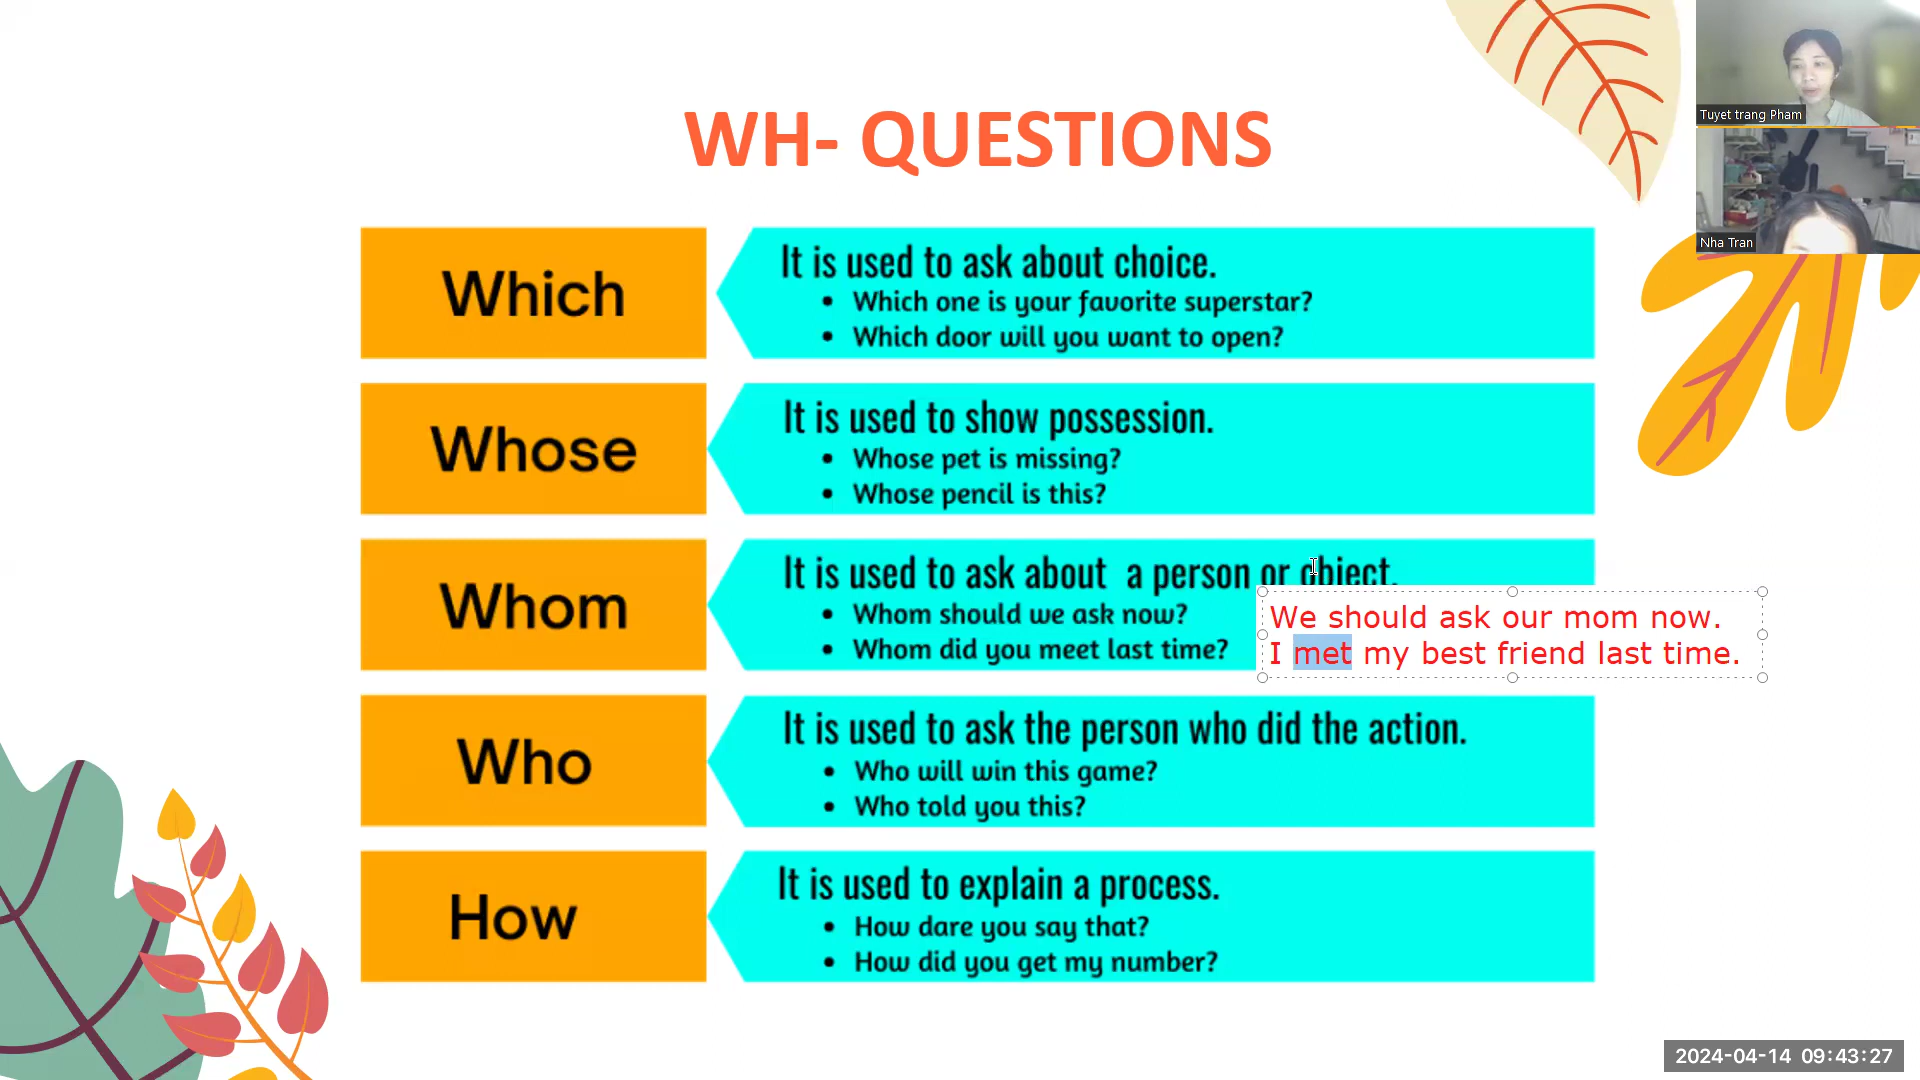 WH- QUESTIONS
Tuyet trang Pham
Nha Tran
Which
It is used to ask about choice.
• Which one is your favorite superstar?
• Which door will you want to open?
Whose
It is used to show possession.
• Whose pet is missing?
• Whose pencil is this?
Whom
It is used to ask about a person or object.
• Whom should we ask now?
• Whom did you meet last time?
We should ask our mom now.
I met my best friend last time.
Who
It is used to ask the person who did the action.
• Who will win this game?
• Who told you this?
How
It is used to explain a process.
• How dare you say that?
• How did you get my number?
2024-04-14 09:43:27